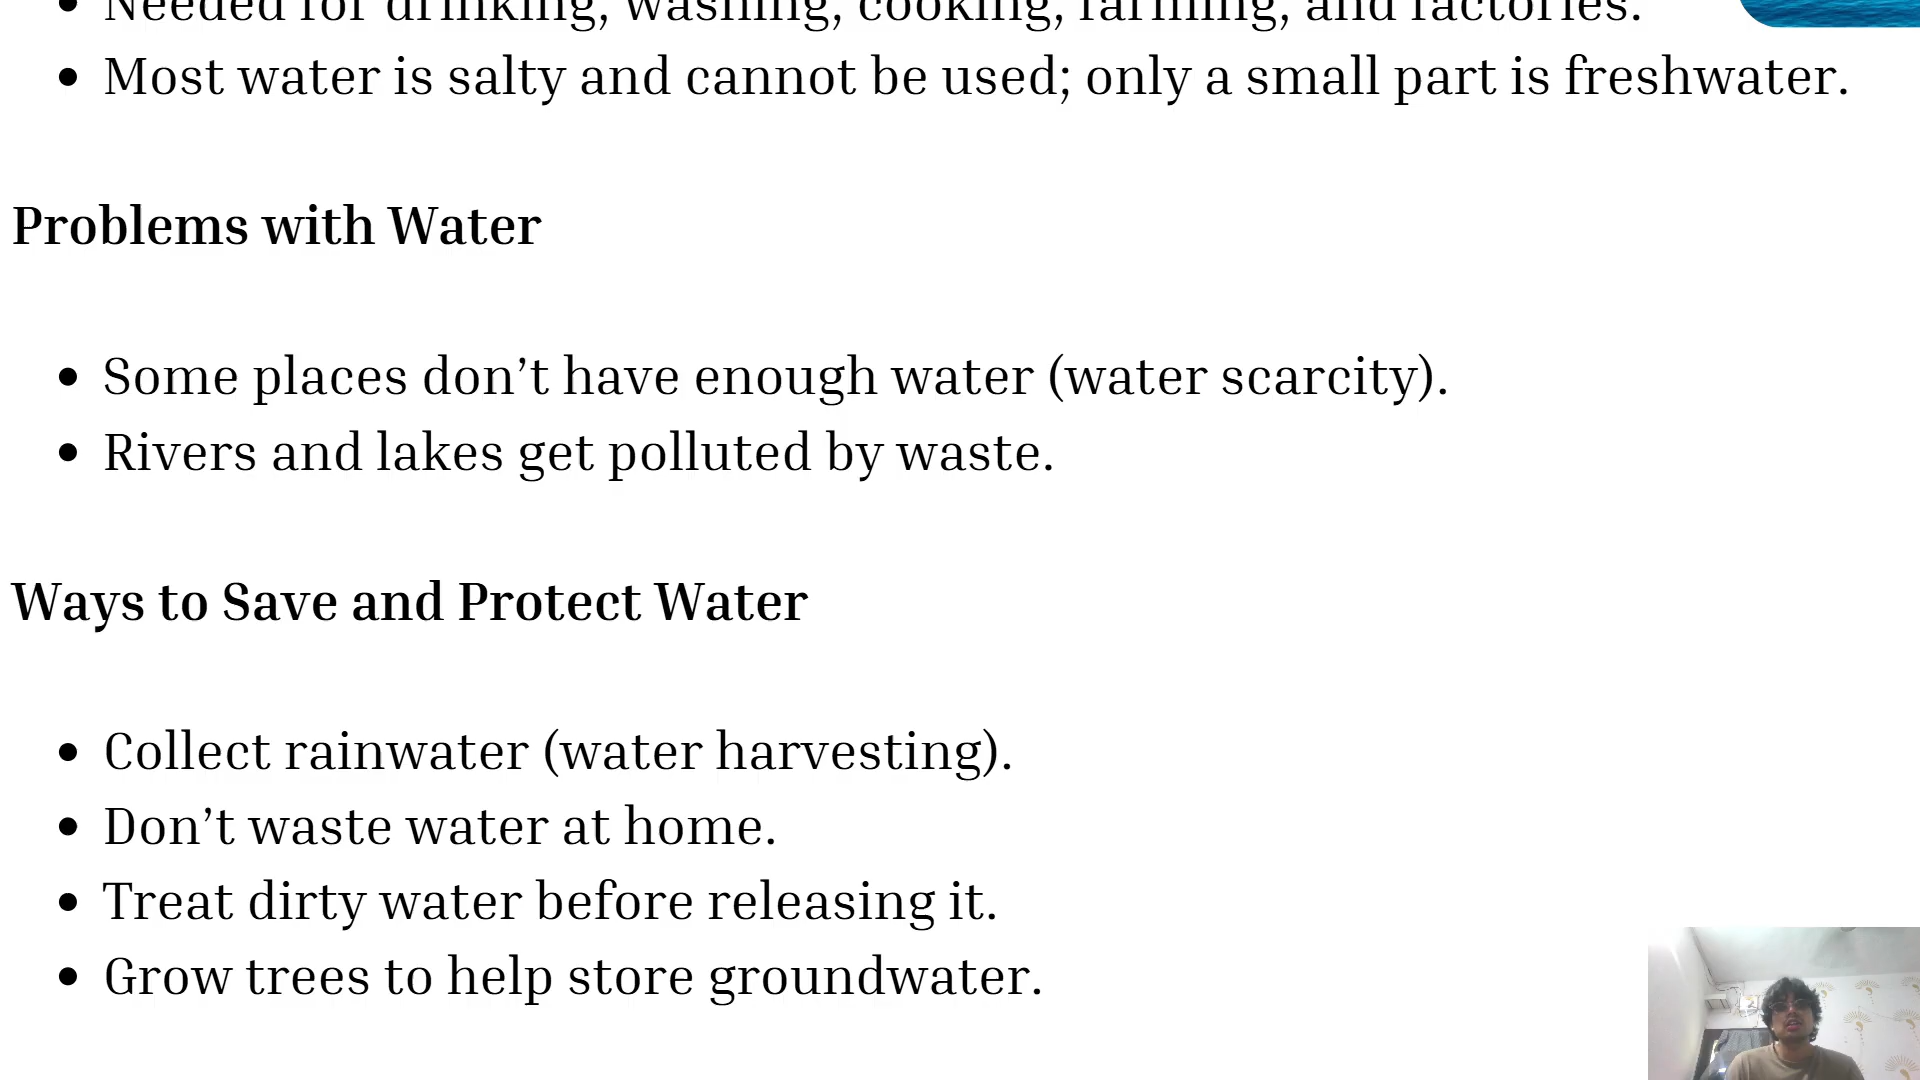 Needed for drinking, washing, cooking, farming, and factories.
Most water is salty and cannot be used; only a small part is freshwater.
Problems with Water
Some places don’t have enough water (water scarcity).
Rivers and lakes get polluted by waste.
Ways to Save and Protect Water
Collect rainwater (water harvesting).
Don’t waste water at home.
Treat dirty water before releasing it.
Grow trees to help store groundwater.